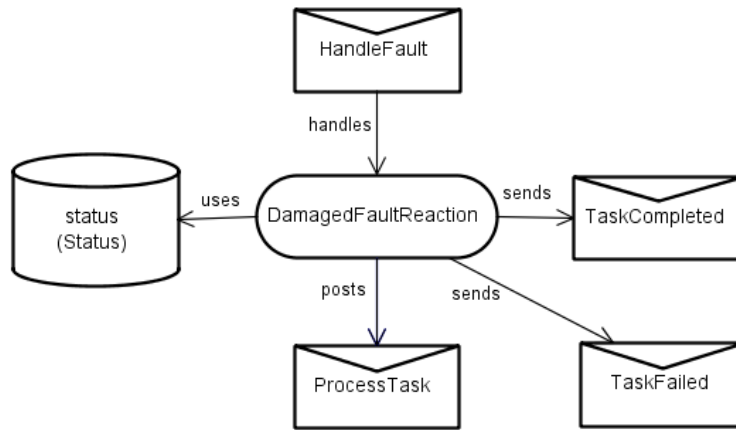 HandleFault
handles
uses
sends
status
(Status)
DamagedFaultReaction
TaskCompleted
posts
sends
ProcessTask
TaskFailed